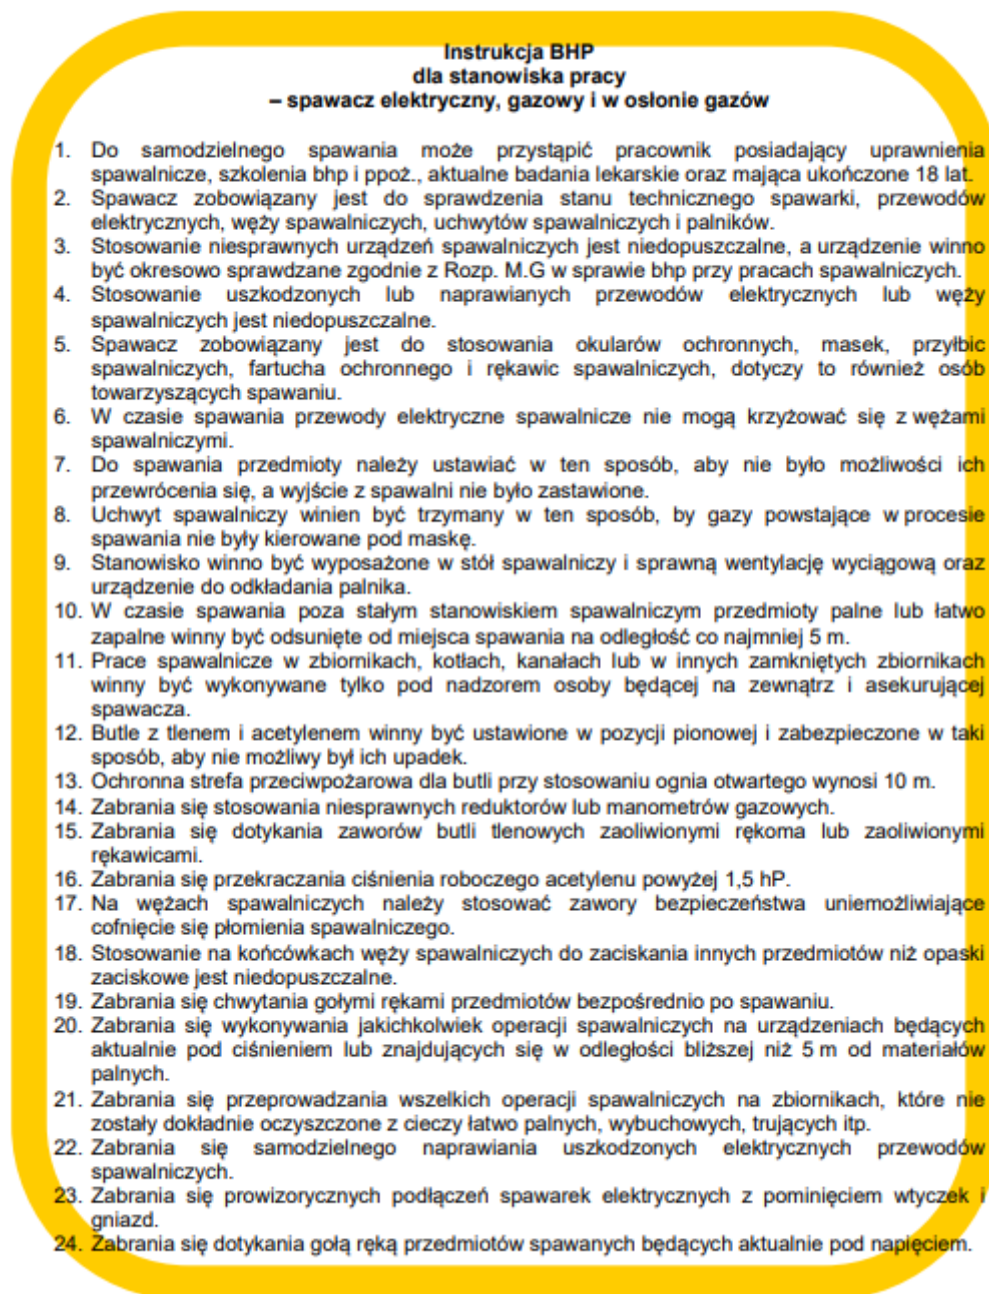 Instrukcja BHP
dla stanowiska pracy
– spawacz elektryczny, gazowy i w osłonie gazów
1. Do samodzielnego spawania może przystąpić pracownik posiadający uprawnienia
spawalnicze, szkolenia bhp i ppoż., aktualne badania lekarskie oraz mająca ukończone 18 lat.
2. Spawacz zobowiązany jest do sprawdzenia stanu technicznego spawarki, przewodów
elektrycznych, węży spawalniczych, uchwytów spawalniczych i palników.
3. Stosowanie niesprawnych urządzeń spawalniczych jest niedopuszczalne, a urządzenie winno
być okresowo sprawdzane zgodnie z Rozp. M.G w sprawie bhp przy pracach spawalniczych.
4. Stosowanie uszkodzonych lub naprawianych przewodów elektrycznych lub węży
spawalniczych jest niedopuszczalne.
5. Spawacz zobowiązany jest do stosowania okularów ochronnych, masek, przyłbic
spawalniczych, fartucha ochronnego i rękawic spawalniczych, dotyczy to również osób
towarzyszących spawaniu.
6. W czasie spawania przewody elektryczne spawalnicze nie mogą krzyżować się z wężami
spawalniczymi.
7. Do spawania przedmioty należy ustawiać w ten sposób, aby nie było możliwości ich
przewrócenia się, a wyjście z spawalni nie było zastawione.
8. Uchwyt spawalniczy winien być trzymany w ten sposób, by gazy powstające w procesie
spawania nie były kierowane pod maskę.
9. Stanowisko winno być wyposażone w stół spawalniczy i sprawną wentylację wyciągową oraz
urządzenie do odkładania palnika.
10. W czasie spawania poza stałym stanowiskiem spawalniczym przedmioty palne lub łatwo
zapalne winny być odsunięte od miejsca spawania na odległość co najmniej 5 m.
11. Prace spawalnicze w zbiornikach, kotłach, kanałach lub w innych zamkniętych zbiornikach
winny być wykonywane tylko pod nadzorem osoby będącej na zewnątrz i asekurującej
spawacza.
12. Butle z tlenem i acetylenem winny być ustawione w pozycji pionowej i zabezpieczone w taki
sposób, aby nie możliwy był ich upadek.
13. Ochronna strefa przeciwpożarowa dla butli przy stosowaniu ognia otwartego wynosi 10 m.
14. Zabrania się stosowania niesprawnych reduktorów lub manometrów gazowych.
15. Zabrania się dotykania zaworów butli tlenowych zaoliwionymi rękoma lub zaoliwionymi
rękawicami.
16. Zabrania się przekraczania ciśnienia roboczego acetylenu powyżej 1,5 hP.
17. Na wężach spawalniczych należy stosować zawory bezpieczeństwa uniemożliwiające
cofnięcie się płomienia spawalniczego.
18. Stosowanie na końcówkach węży spawalniczych do zaciskania innych przedmiotów niż opaski
zaciskowe jest niedopuszczalne.
19. Zabrania się chwytania gołymi rękami przedmiotów bezpośrednio po spawaniu.
20. Zabrania się wykonywania jakichkolwiek operacji spawalniczych na urządzeniach będących
aktualnie pod ciśnieniem lub znajdujących się w odległości bliższej niż 5 m od materiałów
palnych.
21. Zabrania się przeprowadzania wszelkich operacji spawalniczych na zbiornikach, które nie
zostały dokładnie oczyszczone z cieczy łatwo palnych, wybuchowych, trujących itp.
22. Zabrania się samodzielnego naprawiania uszkodzonych elektrycznych przewodów
spawalniczych.
23. Zabrania się prowizorycznych podłączeń spawarek elektrycznych z pominięciem wtyczek i
gniazd.
24. Zabrania się dotykania gołą ręką przedmiotów spawanych będących aktualnie pod napięciem.